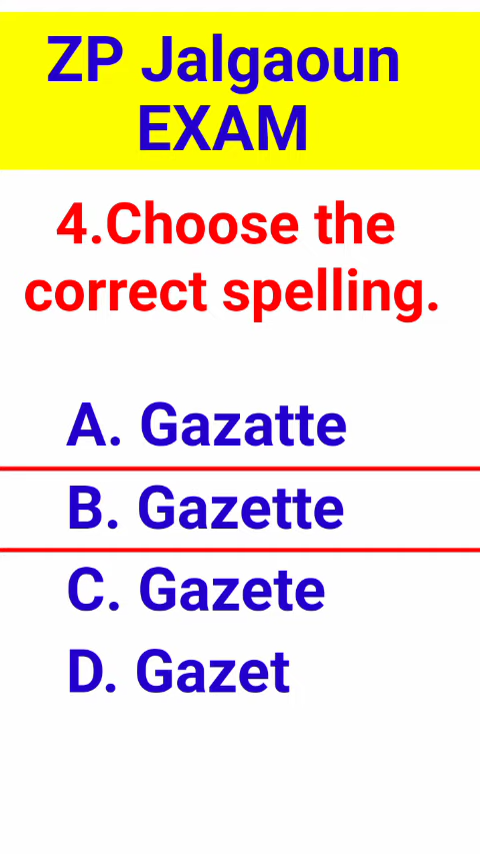 ZP Jalgaoun
EXAM
4.Choose the
correct spelling.
A. Gazatte
B. Gazette
C. Gazete
D. Gazet